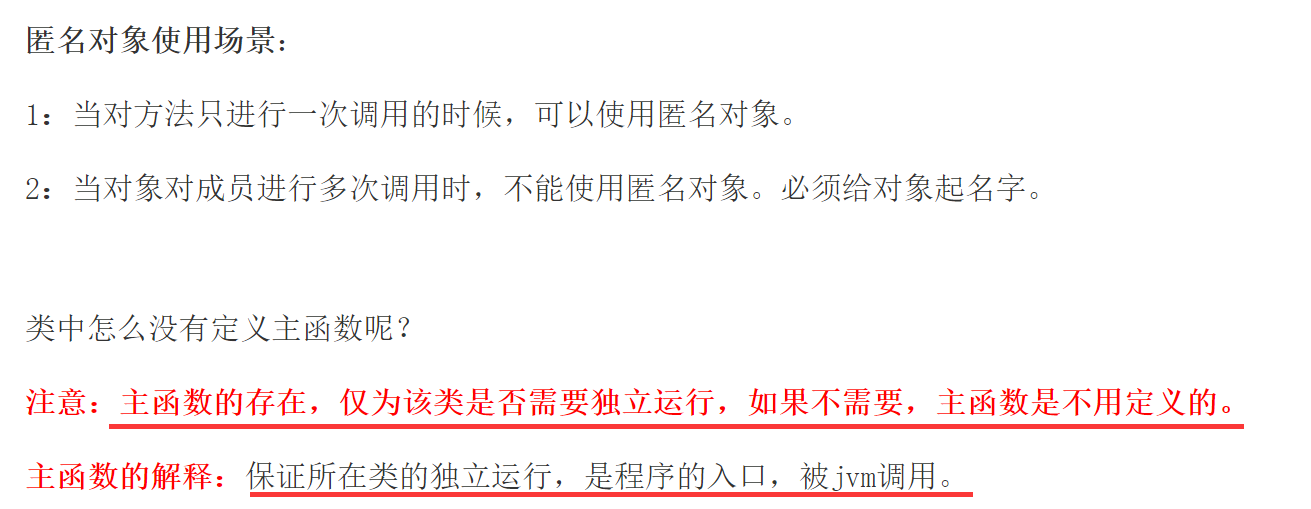 匿名对象使用场景：
1：当对方法只进行一次调用的时候，可以使用匿名对象。
2：当对象对成员进行多次调用时，不能使用匿名对象。必须给对象起名字。
类中怎么没有定义主函数呢？
注意：主函数的存在，仅为该类是否需要独立运行，如果不需要，主函数是不用定义的。
主函数的解释：保证所在类的独立运行，是程序的入口，被jvm调用。